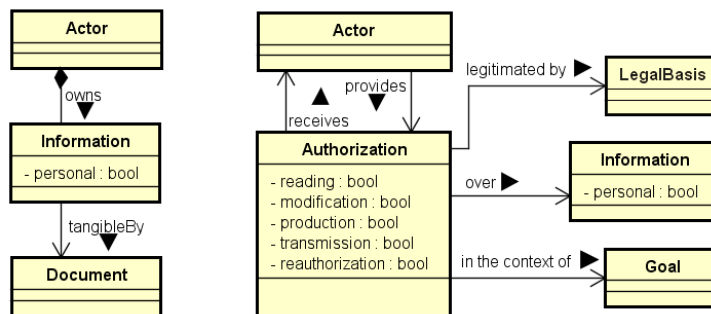 Actor
owns
Information
- personal : bool
tangibleBy
Document
Actor
provides
receives
Authorization
- reading : bool
- modification : bool
- production : bool
- transmission : bool
- reauthorization : bool
legitimated by
LegalBasis
over
Information
- personal : bool
in the context of
Goal